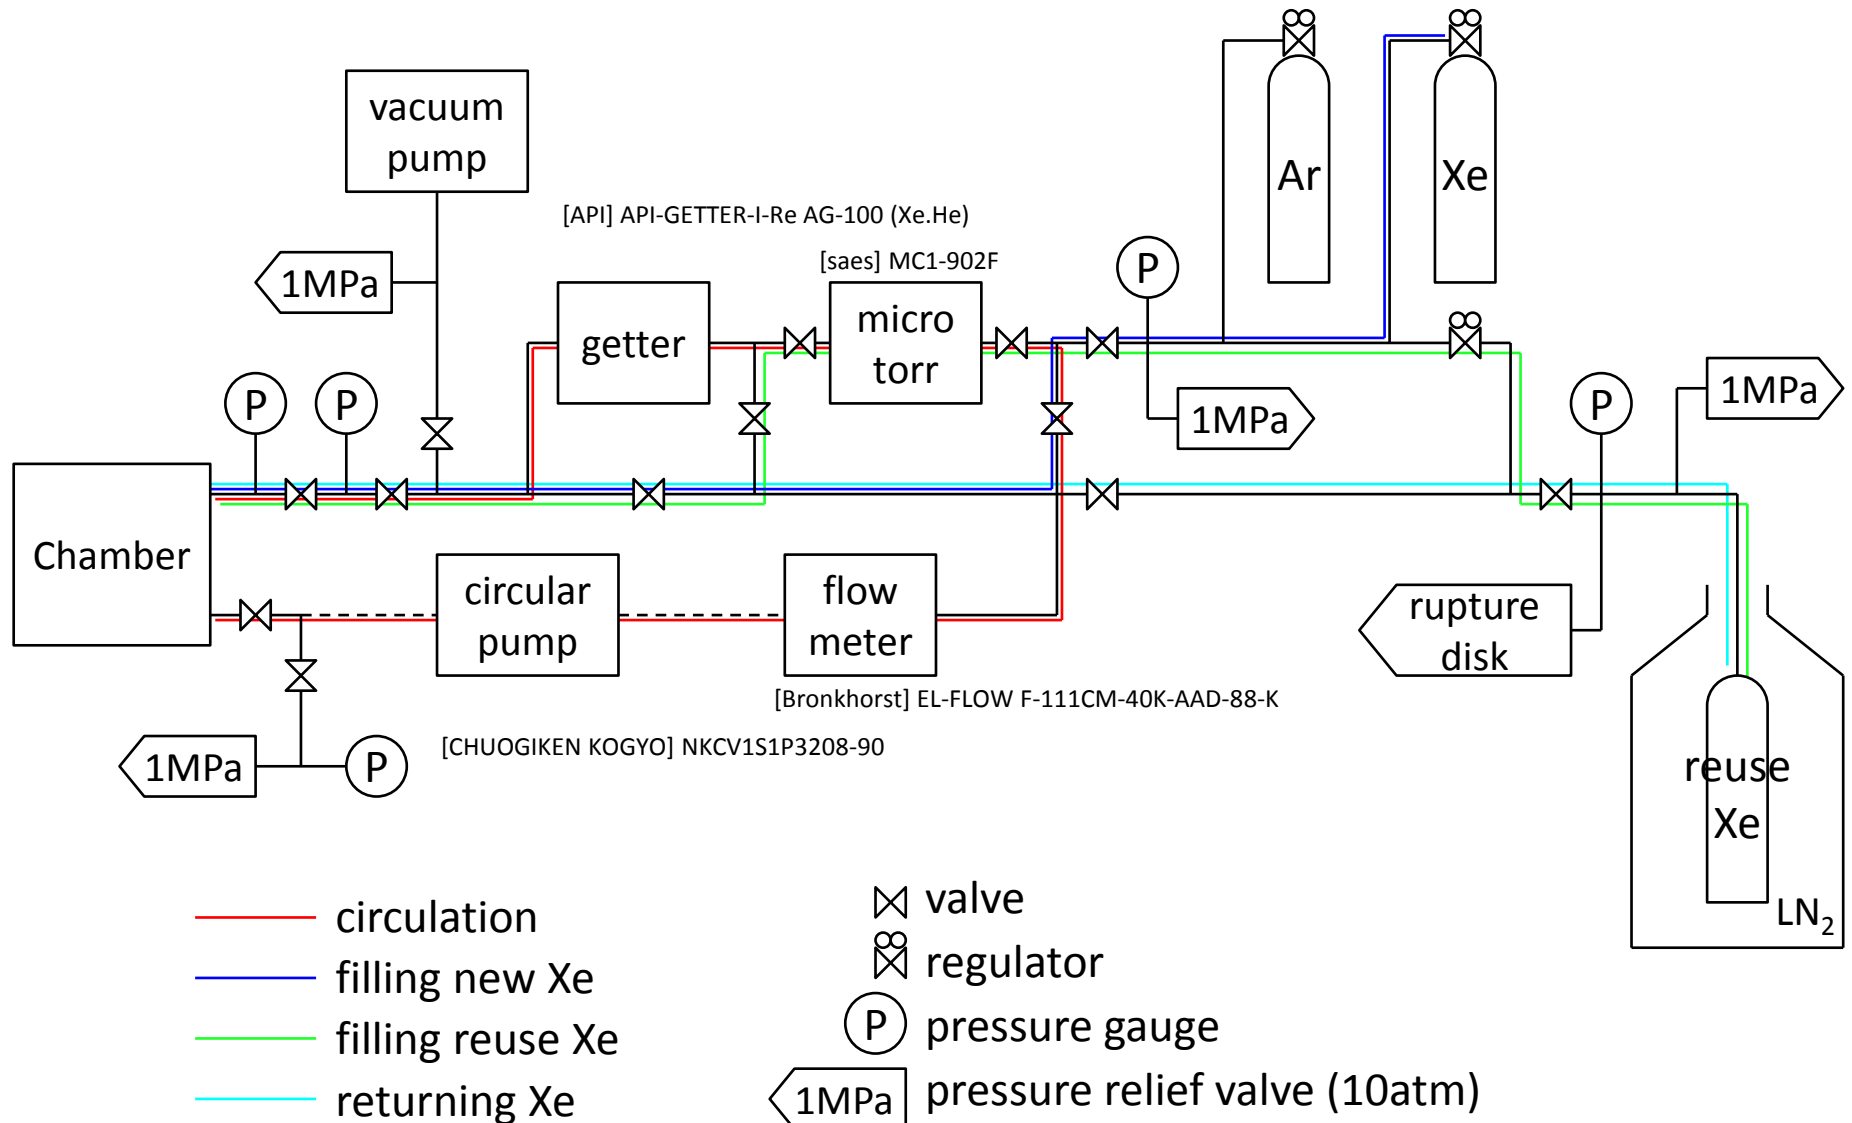 vacuum
pump
Ar
Xe
[API] API-GETTER-I-Re AG-100 (Xe.He)
[saes] MC1-902F
1MPa
P
getter
micro
torr
P
P
1MPa
P
1MPa
Chamber
circular
pump
flow
meter
rupture
disk
[Bronkhorst] EL-FLOW F-111CM-40K-AAD-88-K
[CHUOGIKEN KOGYO] NKCV1S1P3208-90
1MPa
P
reuse
Xe
LN2
circulation
filling new Xe
filling reuse Xe
returning Xe
valve
regulator
P
pressure gauge
1MPa
pressure relief valve (10atm)